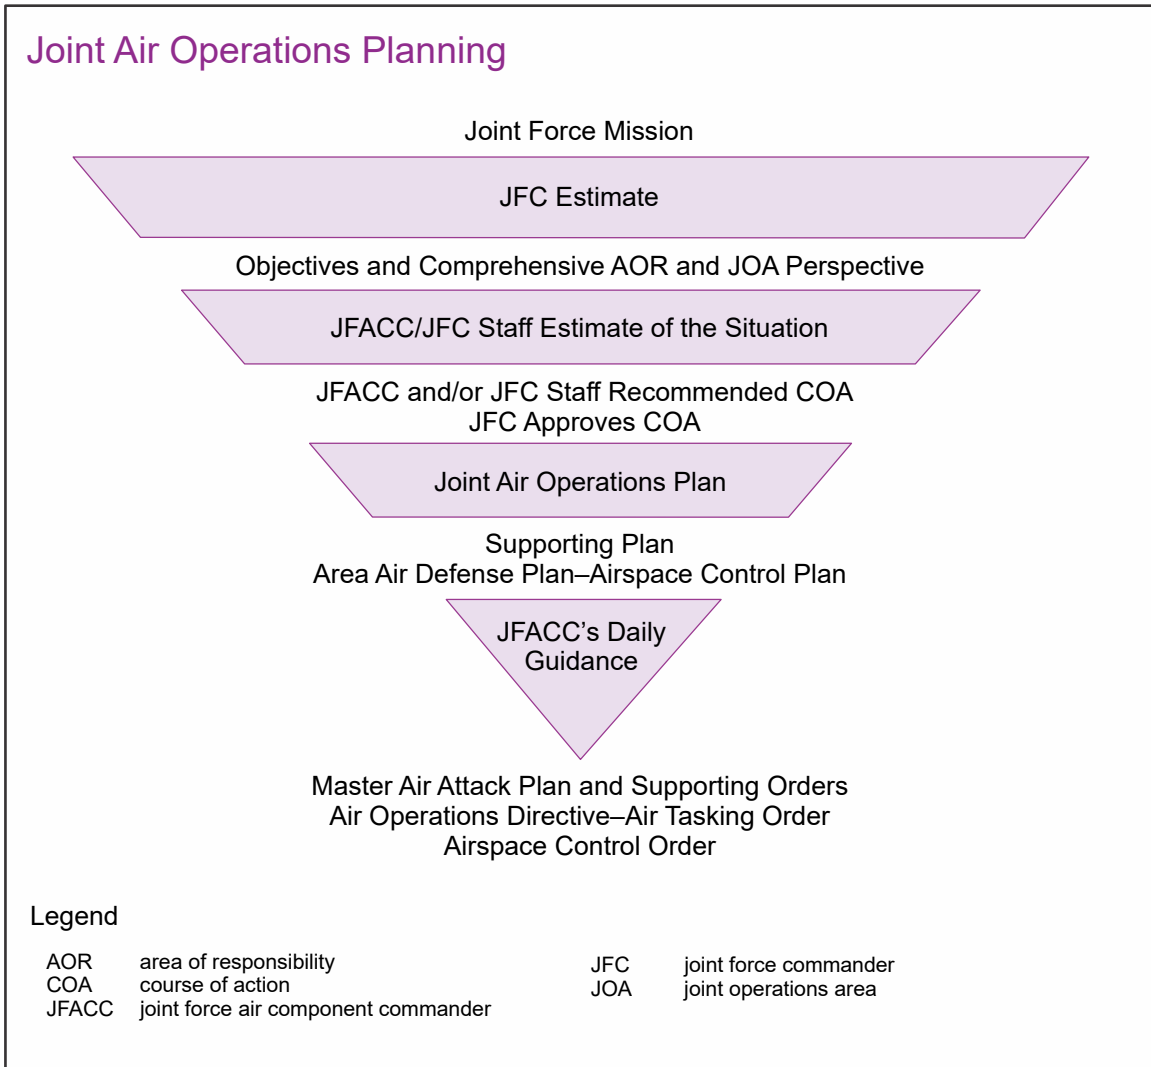 Joint Air Operations Planning
Joint Force Mission
JFC Estimate
Objectives and Comprehensive AOR and JOA Perspective
JFACC/JFC Staff Estimate of the Situation
JFACC and/or JFC Staff Recommended COA
JFC Approves COA
Joint Air Operations Plan
Supporting Plan
Area Air Defense Plan–Airspace Control Plan
JFACC’s Daily
Guidance
Master Air Attack Plan and Supporting Orders
Air Operations Directive–Air Tasking Order
Airspace Control Order
Legend
AOR area of responsibility
COA course of action
JFACC joint force air component commander
JFC joint force commander
JOA joint operations area